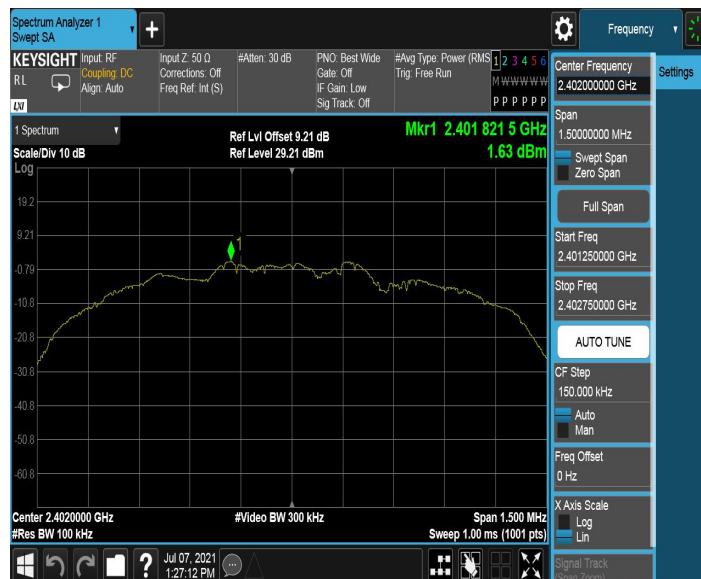 Spectrum Analyzer 1
Swept SA
+
Frequency
KEYSIGHT
RL
LXI
Input: RF
Coupling: DC
Align: Auto
Input Z: 50 Ω
Corrections: Off
Freq Ref: Int (S)
#Atten: 30 dB
PNO: Best Wide
Gate: Off
IF Gain: Low
Sig Track: Off
#Avg Type: Power (RMS
Trig: Free Run
1 2 3 4 5 6
M W W W W W
P P P P P P
1 Spectrum
Scale/Div 10 dB
Ref Lvl Offset 9.21 dB
Ref Level 29.21 dBm
Mkr1 2.401 821 5 GHz
1.63 dBm
Log
19.2
9.21
-0.79
-10.8
-20.8
-30.8
-40.8
-50.8
-60.8
1
Center 2.4020000 GHz
#Res BW 100 kHz
#Video BW 300 kHz
Span 1.500 MHz
Sweep 1.00 ms (1001 pts)
Center Frequency
2.402000000 GHz
Settings
Span
1.50000000 MHz
Swept Span
Zero Span
Full Span
Start Freq
2.401250000 GHz
Stop Freq
2.402750000 GHz
AUTO TUNE
CF Step
150.000 kHz
Auto
Man
Freq Offset
0 Hz
X Axis Scale
Log
Lin
Signal Track
(Span Zoom)
?
Jul 07, 2021
1:27:12 PM